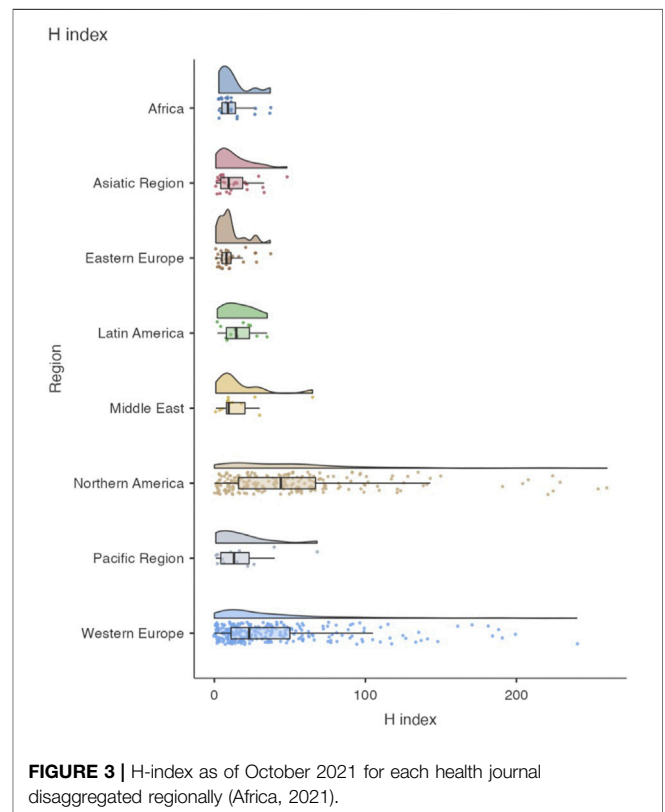 H index
Africa
Asiatic Region
Eastern Europe
Latin America
Middle East
Northern America
Pacific Region
Western Europe
Region
0 100 200
H index
FIGURE 3 | H-index as of October 2021 for each health journal
disaggregated regionally (Africa, 2021).